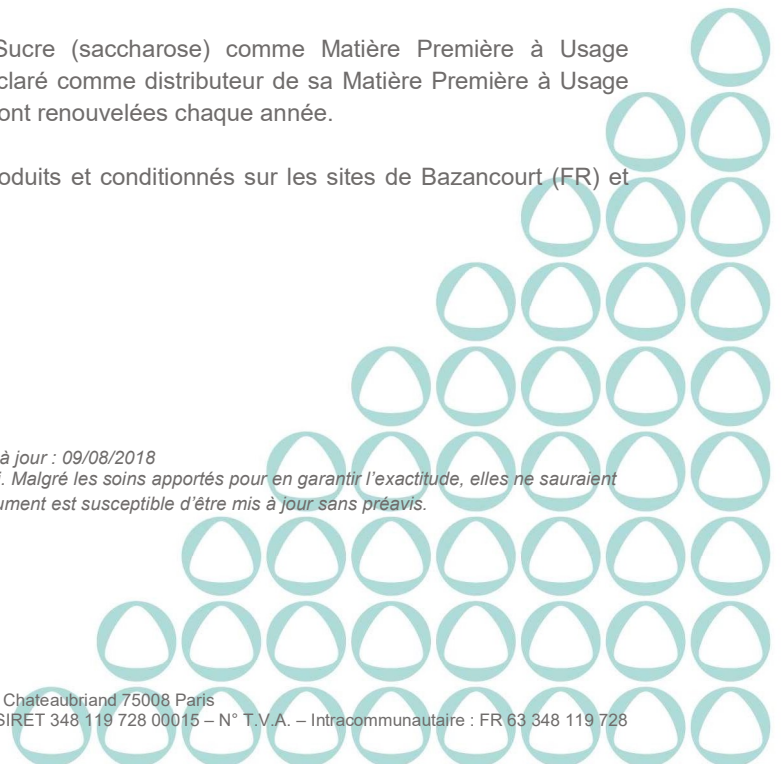 Sucre (saccharose) comme Matière Première à Usage
claré comme distributeur de sa Matière Première à Usage
ont renouvelées chaque année.
oduits et conditionnés sur les sites de Bazancourt (FR) et
à jour : 09/08/2018
. Malgré les soins apportés pour en garantir l’exactitude, elles ne sauraient
ument est susceptible d’être mis à jour sans préavis.
Chateaubriand 75008 Paris
SIRET 348 119 728 00015 – N° T.V.A. – Intracommunautaire : FR 63 348 119 728